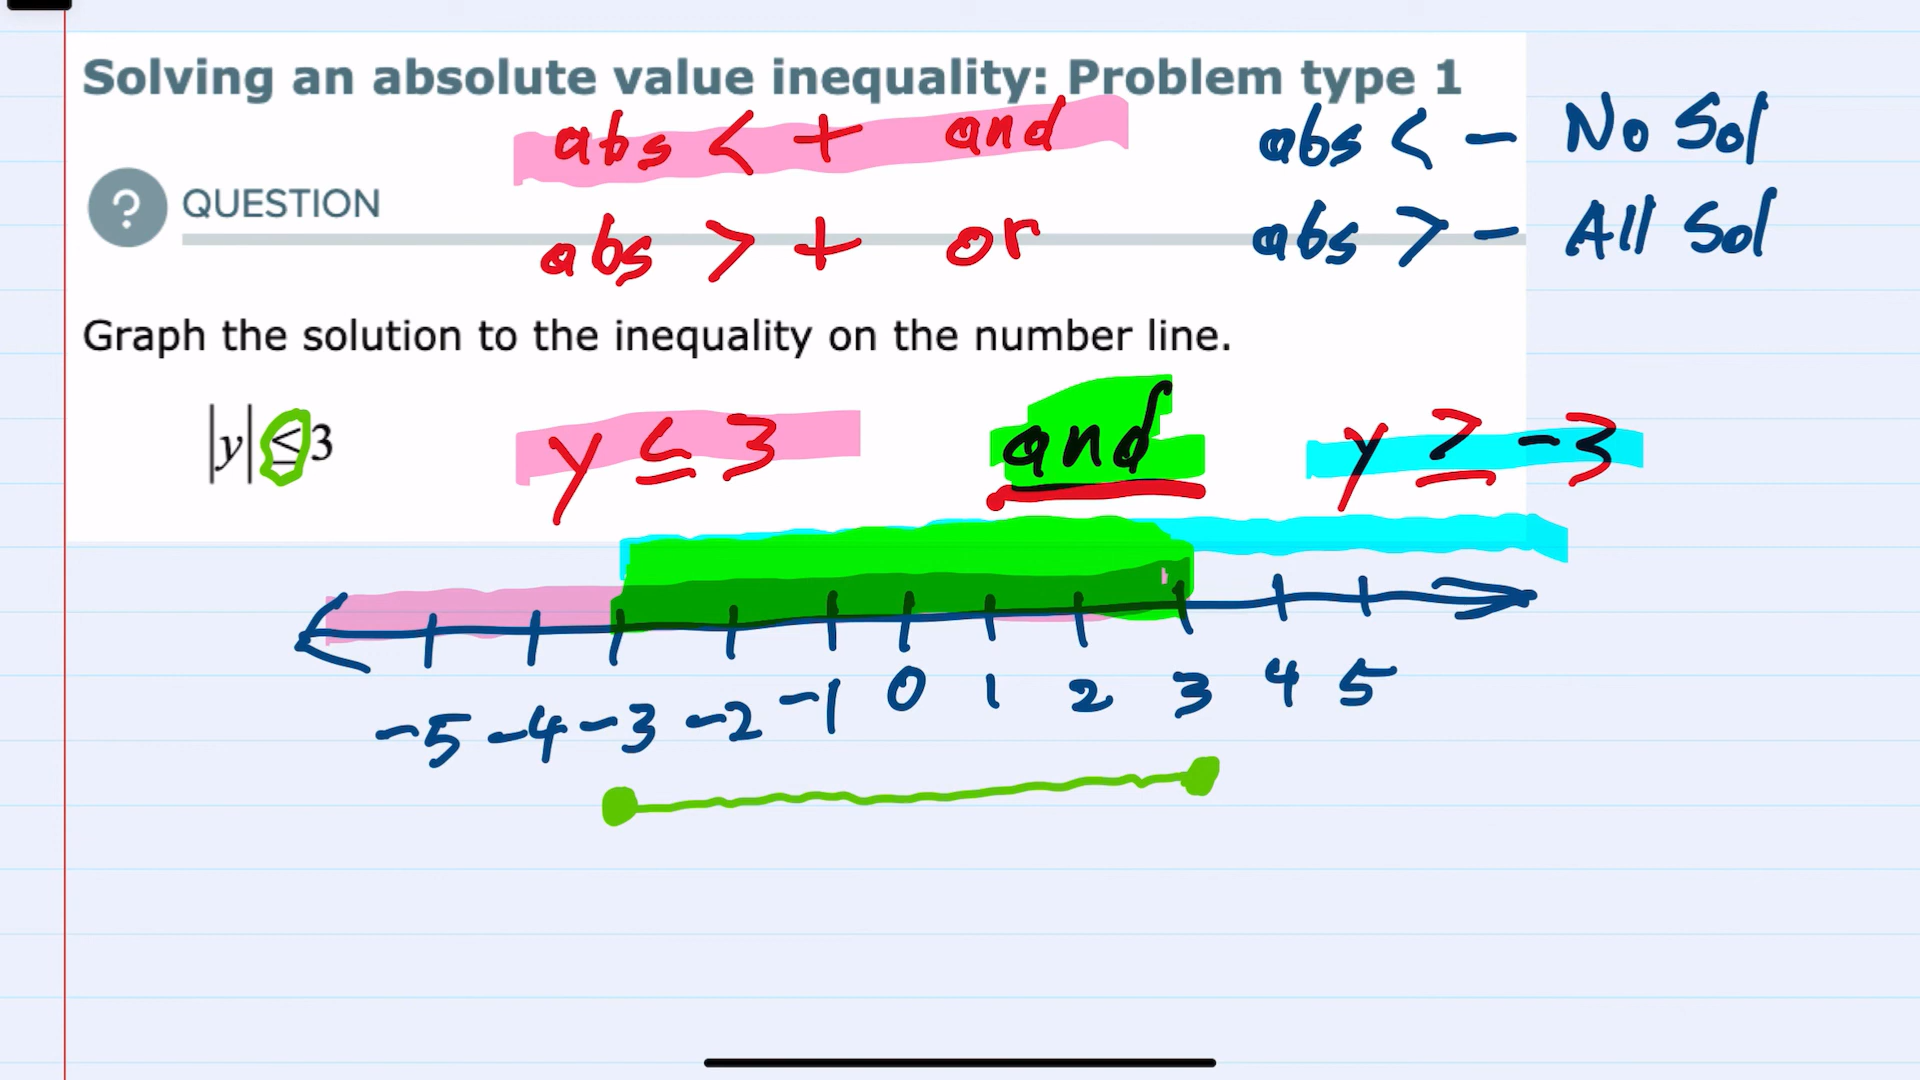 Solving an absolute value inequality: Problem type 1
abs < + and
abs < - No Sol
? QUESTION
abs > + or
abs > - All Sol
Graph the solution to the inequality on the number line.
|y| ≤ 3
y ≤ 3 and y ≥ -3
-5 -4 -3 -2 -1 0 1 2 3 4 5